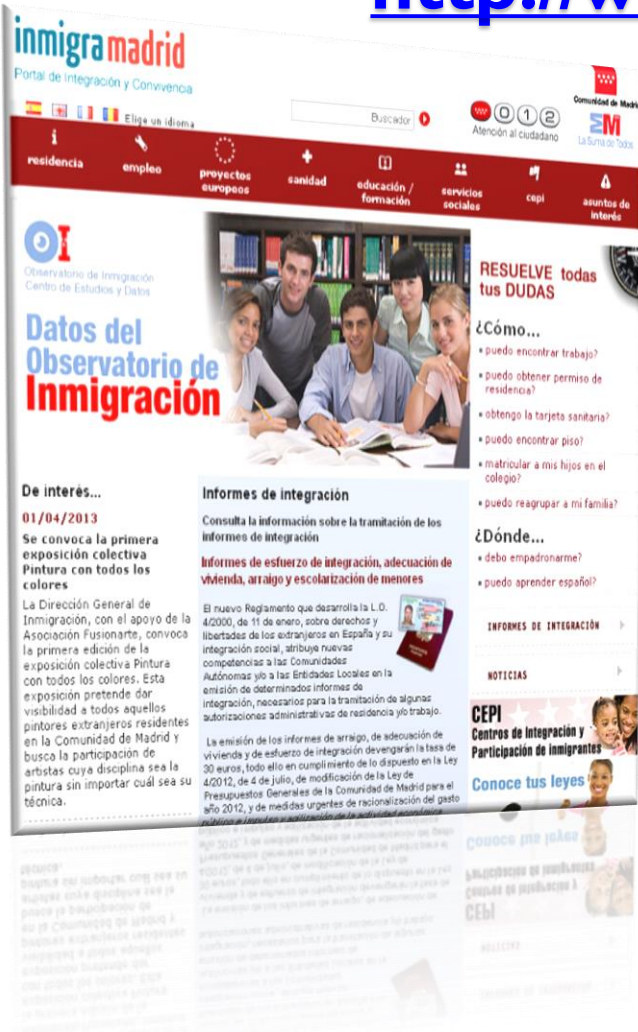 http://w
inmigramadrid
Portal de Integración y Convivencia
Elige un idioma
Buscador
012
Atención al ciudadano
Comunidad de Madrid
EM
La Suma de Todos
residencia
empleo
proyectos
europeos
sanidad
educación /
formación
servicios
sociales
cepi
asuntos de
interés
OI
Observatorio de Inmigración
Centro de Estudios y Datos
Datos del
Observatorio de
Inmigración
De interés...
01/04/2013
Se convoca la primera
exposición colectiva
Pintura con todos los
colores
La Dirección General de
Inmigración, con el apoyo de la
Asociación Fusionarte, convoca
la primera edición de la
exposición colectiva Pintura
con todos los colores. Esta
exposición pretende dar
visibilidad a todos aquellos
pintores extranjeros residentes
en la Comunidad de Madrid y
busca la participación de
artistas cuya disciplina sea la
pintura sin importar cuál sea su
técnica.
Informes de integración
Consulta la información sobre la tramitación de los
informes de integración
Informes de esfuerzo de integración, adecuación de
vivienda, arraigo y escolarización de menores
El nuevo Reglamento que desarrolla la L.O.
4/2000, de 11 de enero, sobre derechos y
libertades de los extranjeros en España y su
integración social, atribuye nuevas
competencias a las Comunidades
Autónomas y/o a las Entidades Locales en la
emisión de determinados informes de
integración, necesarios para la tramitación de algunas
autorizaciones administrativas de residencia y/o trabajo.
La emisión de los informes de arraigo, de adecuación de
vivienda y de esfuerzo de integración devengarán la tasa de
30 euros, todo ello en cumplimiento de lo dispuesto en la Ley
4/2012, de 4 de julio, de modificación de la Ley de
Presupuestos Generales de la Comunidad de Madrid para el
año 2012, y de medidas urgentes de racionalización del gasto
público e impulso y agilización de la actividad económica
RESUELVE todas
tus DUDAS
¿Cómo...
puedo encontrar trabajo?
puedo obtener permiso de
residencia?
obtengo la tarjeta sanitaria?
puedo encontrar piso?
matricular a mis hijos en el
colegio?
puedo reagrupar a mi familia?
¿Dónde...
debo empadronarme?
puedo aprender español?
INFORMES DE INTEGRACIÓN
NOTICIAS
CEPI
Centros de Integración y
Participación de inmigrantes
Conoce tus leyes